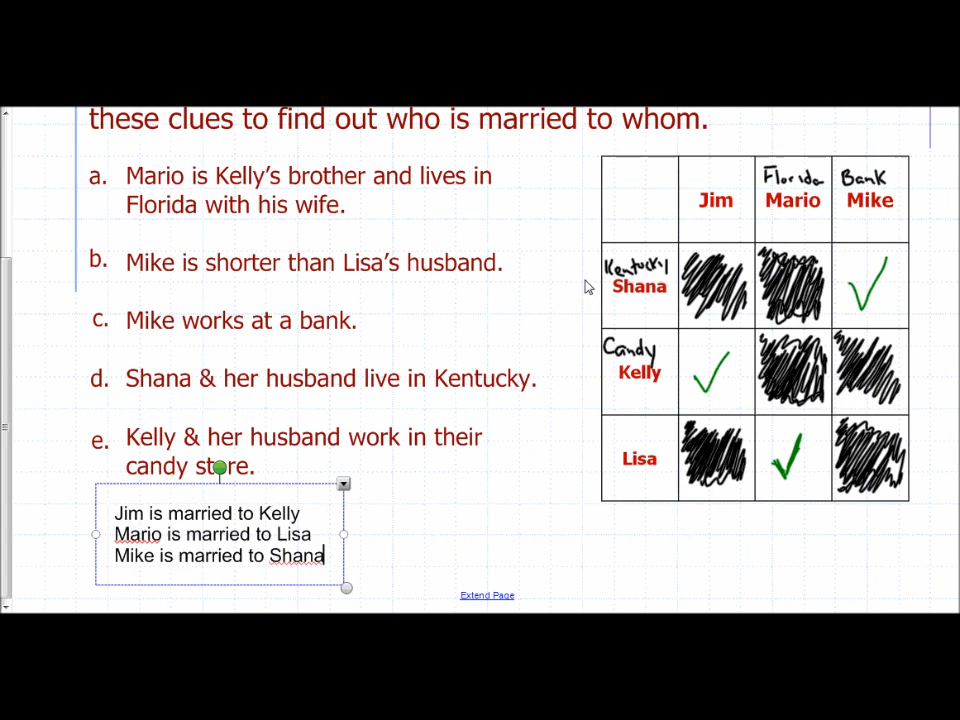 these clues to find out who is married to whom.
a. Mario is Kelly's brother and lives in
Florida with his wife.
b. Mike is shorter than Lisa's husband.
c. Mike works at a bank.
d. Shana & her husband live in Kentucky.
e. Kelly & her husband work in their
candy store.
Jim is married to Kelly
Mario is married to Lisa
Mike is married to Shana
Florida Bank
Jim Mario Mike
Kentucky
Shana
Candy
Kelly
Lisa
Extend Page